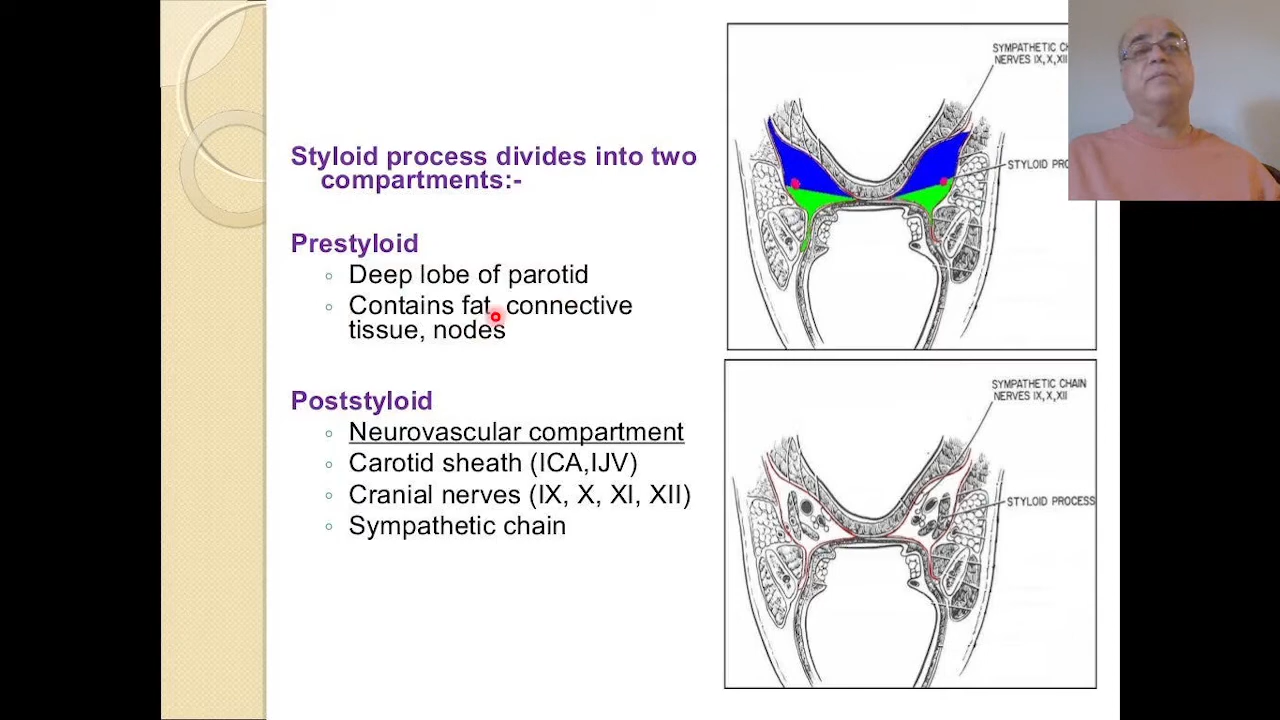 Styloid process divides into two
compartments:-
Prestyloid
Deep lobe of parotid
Contains fat, connective
tissue, nodes
Poststyloid
Neurovascular compartment
Carotid sheath (ICA,IJV)
Cranial nerves (IX, X, XI, XII)
Sympathetic chain
SYMPATHETIC CH
NERVES IX, X, XII
STYLOID PRO
SYMPATHETIC CHAIN
NERVES IX, X, XII
STYLOID PROCESS